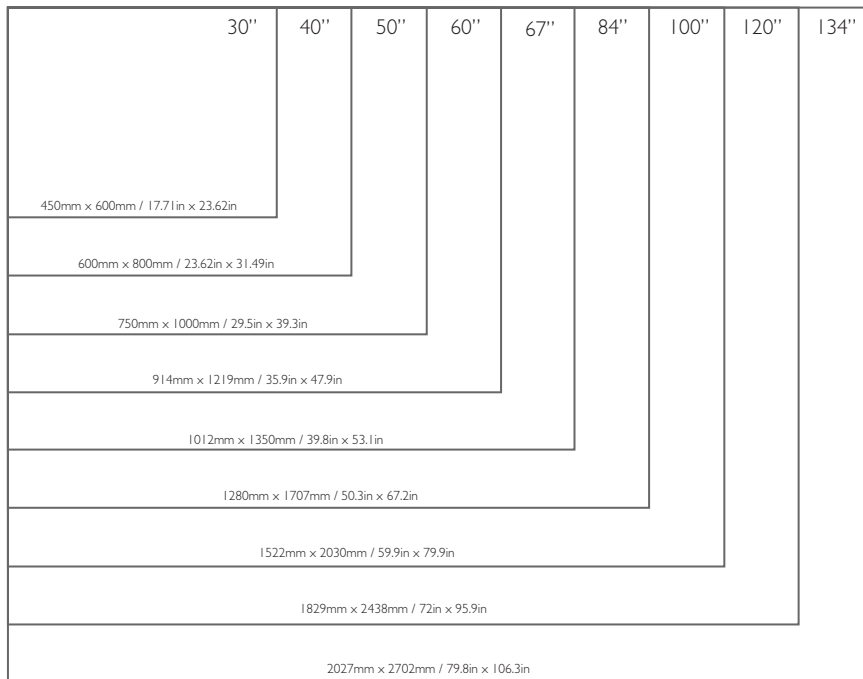 30” 40” 50” 60” 67” 84” 100” 120” 134”
450mm x 600mm / 17.71in x 23.62in
600mm x 800mm / 23.62in x 31.49in
750mm x 1000mm / 29.5in x 39.3in
914mm x 1219mm / 35.9in x 47.9in
1012mm x 1350mm / 39.8in x 53.1in
1280mm x 1707mm / 50.3in x 67.2in
1522mm x 2030mm / 59.9in x 79.9in
1829mm x 2438mm / 72in x 95.9in
2027mm x 2702mm / 79.8in x 106.3in